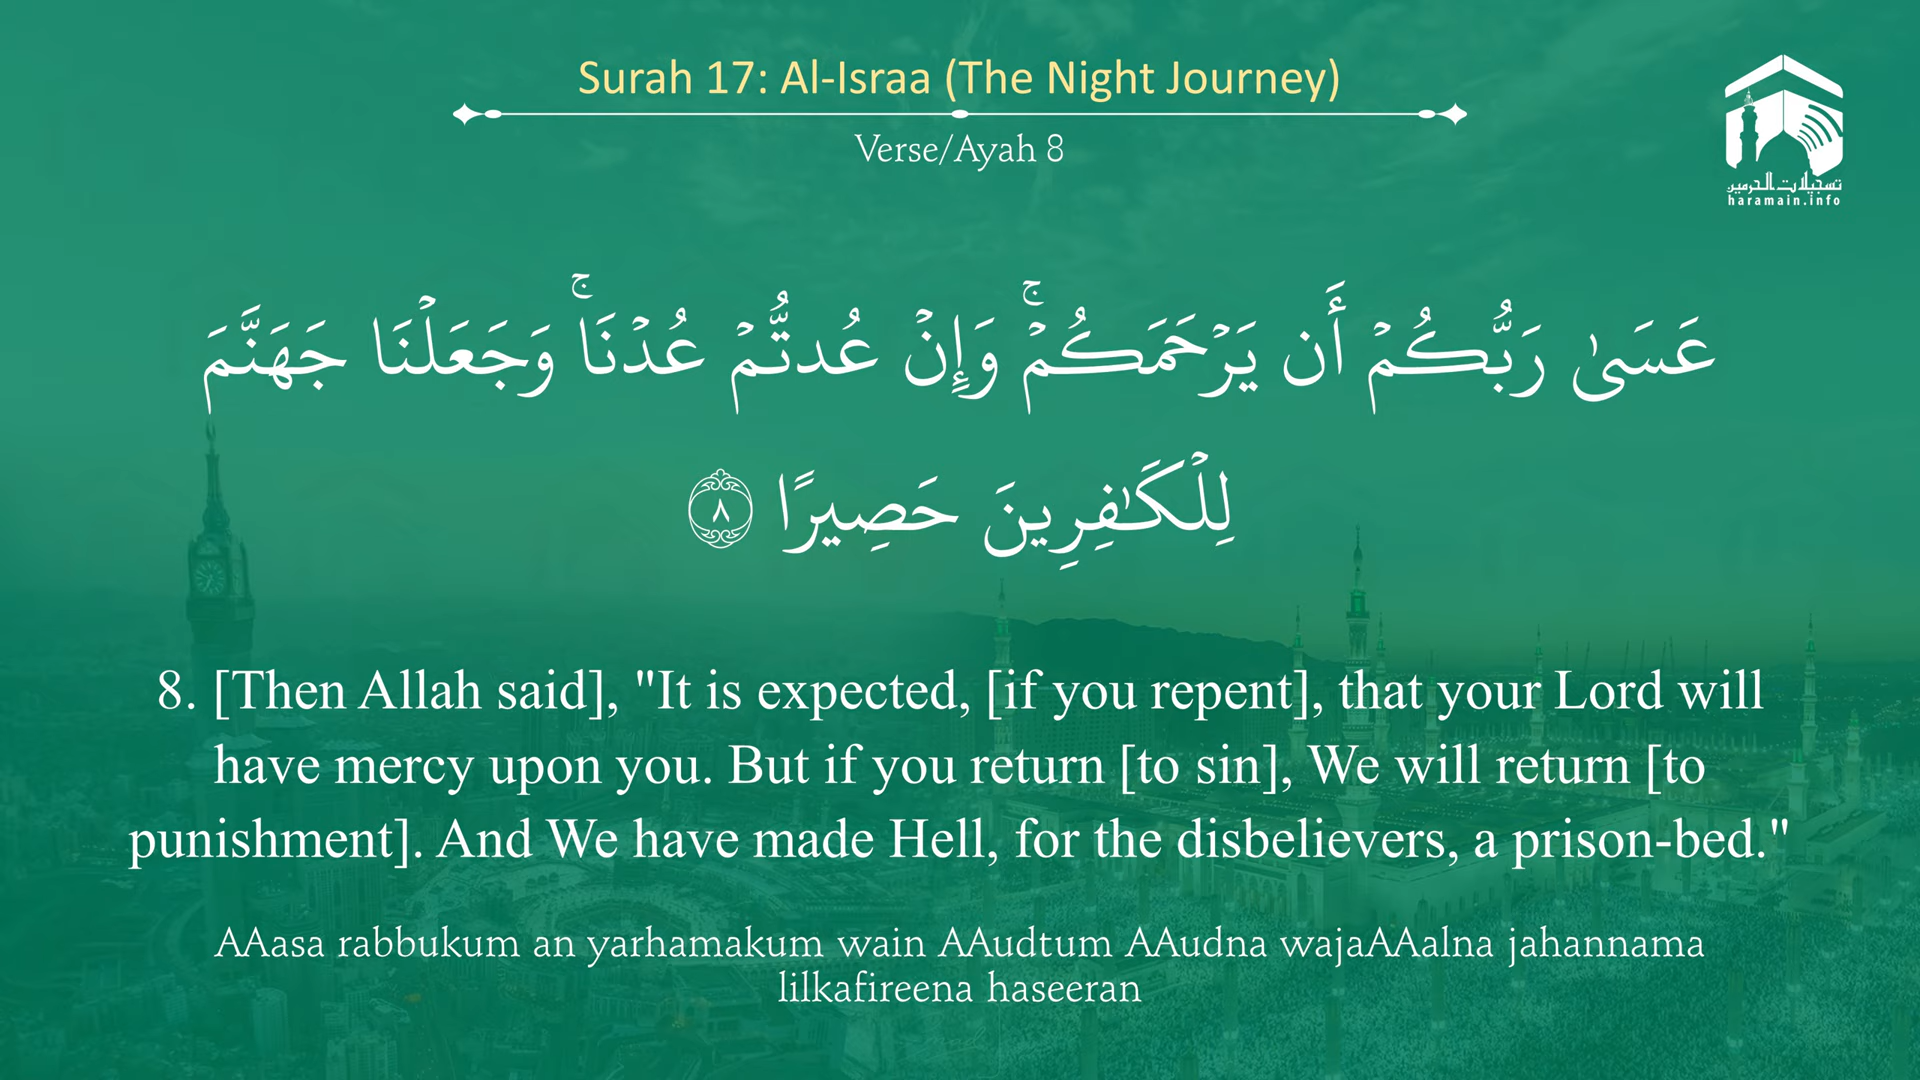 Surah 17: Al-Israa (The Night Journey)
Verse/Ayah 8
تسجيلات الحرمين
haramain.info
عَسَىٰ رَبُّكُمۡ أَن يَرۡحَمَكُمۡۚ وَإِنۡ عُدتُّمۡ عُدۡنَاۚ وَجَعَلۡنَا جَهَنَّمَ
لِلۡكَٰفِرِينَ حَصِيرًا ٨
8. [Then Allah said], "It is expected, [if you repent], that your Lord will
have mercy upon you. But if you return [to sin], We will return [to
punishment]. And We have made Hell, for the disbelievers, a prison-bed."
AAasa rabbukum an yarhamakum wain AAudtum AAudna wajaAAalna jahannama
lilkafireena haseeran